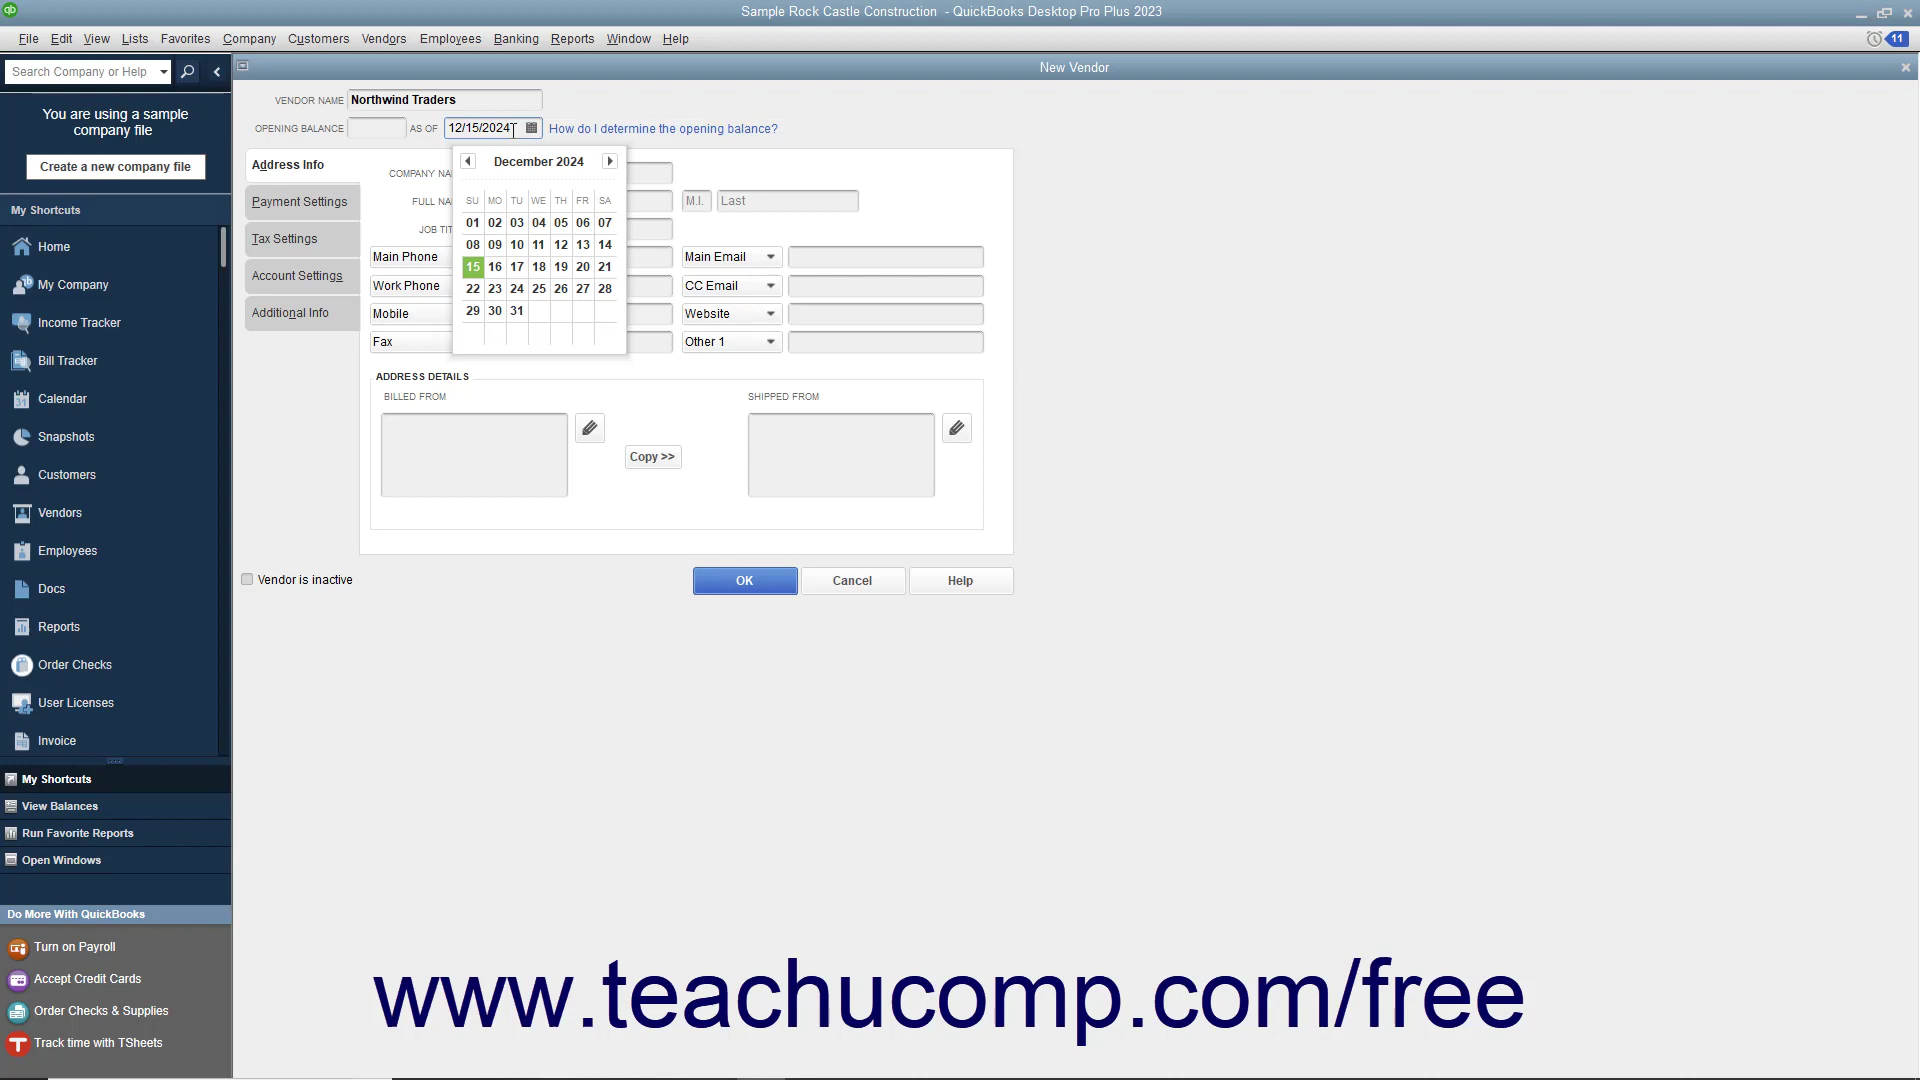 Sample Rock Castle Construction - QuickBooks Desktop Pro Plus 2023
File Edit View Lists Favorites Company Customers Vendors Employees Banking Reports Window Help
11
Search Company or Help
You are using a sample
company file
Create a new company file
My Shortcuts
Home
My Company
Income Tracker
Bill Tracker
Calendar
Snapshots
Customers
Vendors
Employees
Docs
Reports
Order Checks
User Licenses
Invoice
My Shortcuts
View Balances
Run Favorite Reports
Open Windows
Do More With QuickBooks
Turn on Payroll
Accept Credit Cards
Order Checks & Supplies
Track time with TSheets
New Vendor
VENDOR NAME Northwind Traders
OPENING BALANCE AS OF 12/15/2024 How do I determine the opening balance?
Address Info
Payment Settings
Tax Settings
Account Settings
Additional Info
December 2024
SU MO TU WE TH FR SA
01 02 03 04 05 06 07
08 09 10 11 12 13 14
15 16 17 18 19 20 21
22 23 24 25 26 27 28
29 30 31
COMPANY NA
FULL NA M.I. Last
JOB TIT
Main Phone Main Email
Work Phone CC Email
Mobile Website
Fax Other 1
ADDRESS DETAILS
BILLED FROM SHIPPED FROM
Copy >>
Vendor is inactive
OK Cancel Help
www.teachucomp.com/free